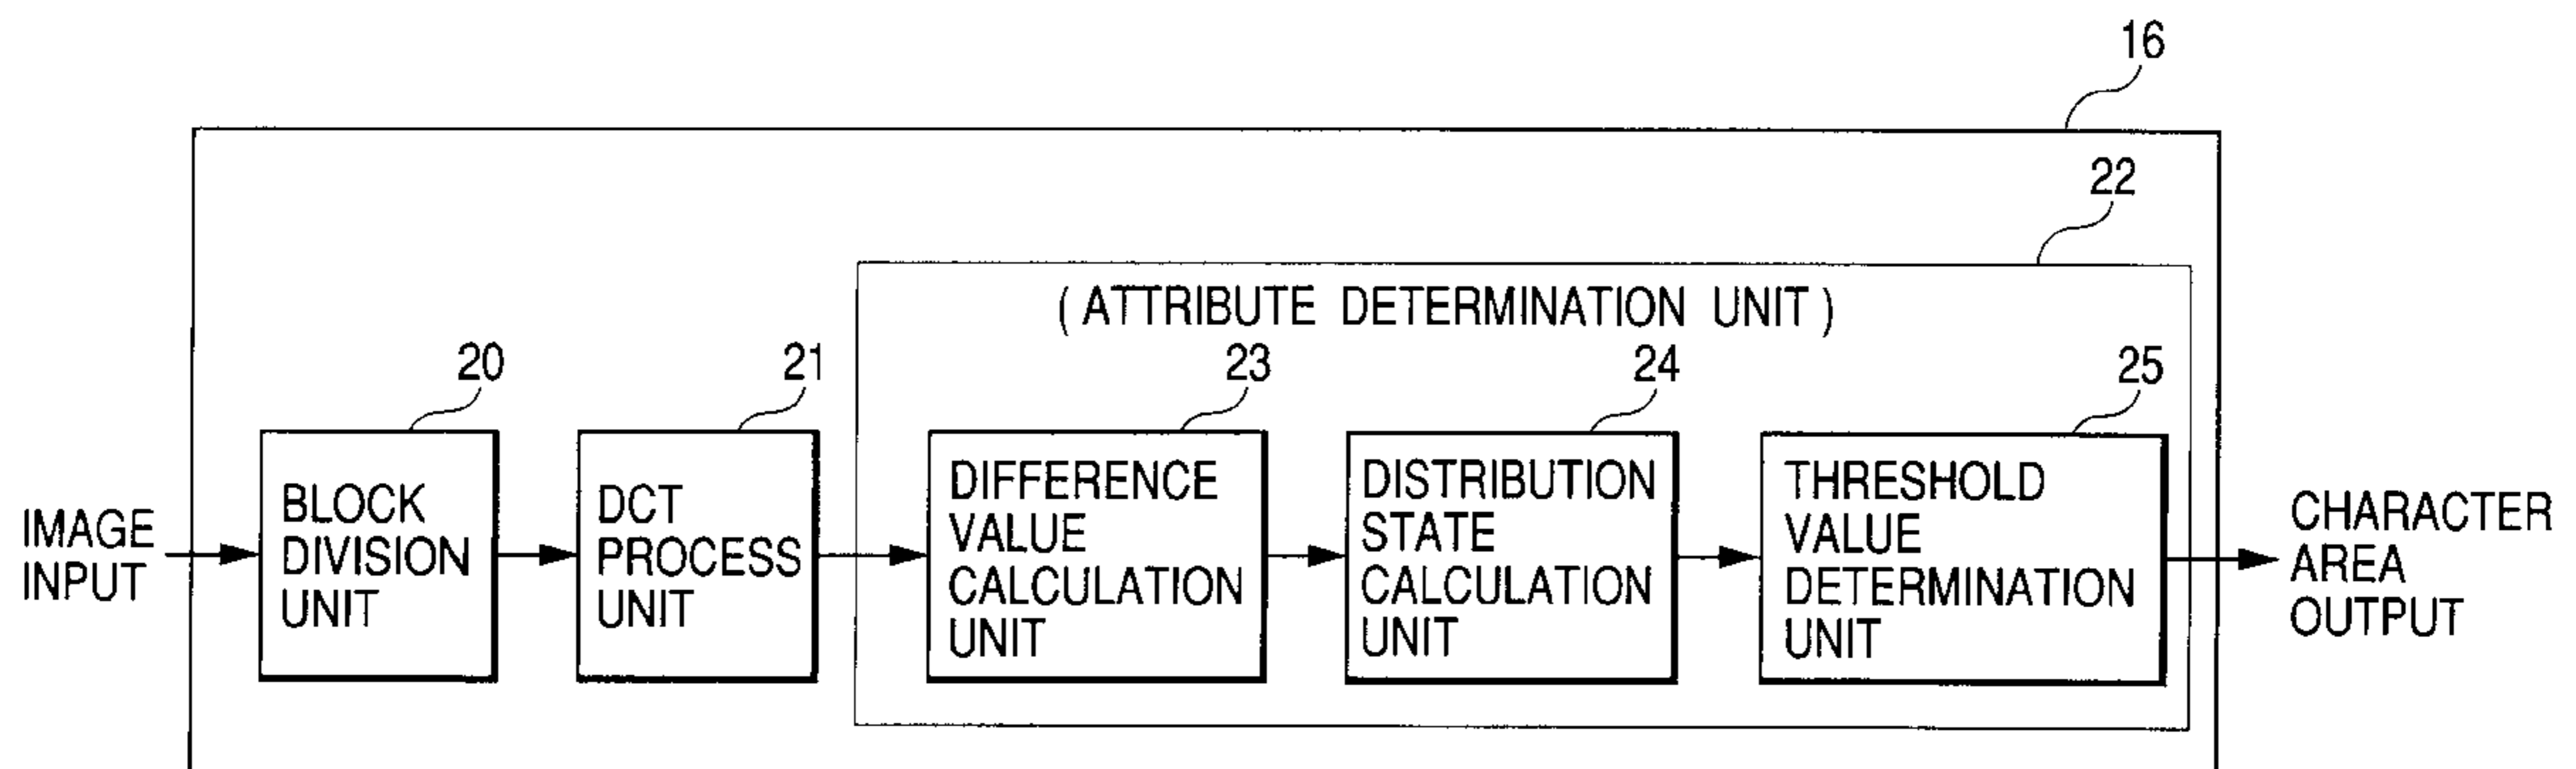 16
22
( ATTRIBUTE DETERMINATION UNIT )
20
21
23
24
25
IMAGE
INPUT
BLOCK
DIVISION
UNIT
DCT
PROCESS
UNIT
DIFFERENCE
VALUE
CALCULATION
UNIT
DISTRIBUTION
STATE
CALCULATION
UNIT
THRESHOLD
VALUE
DETERMINATION
UNIT
CHARACTER
AREA
OUTPUT